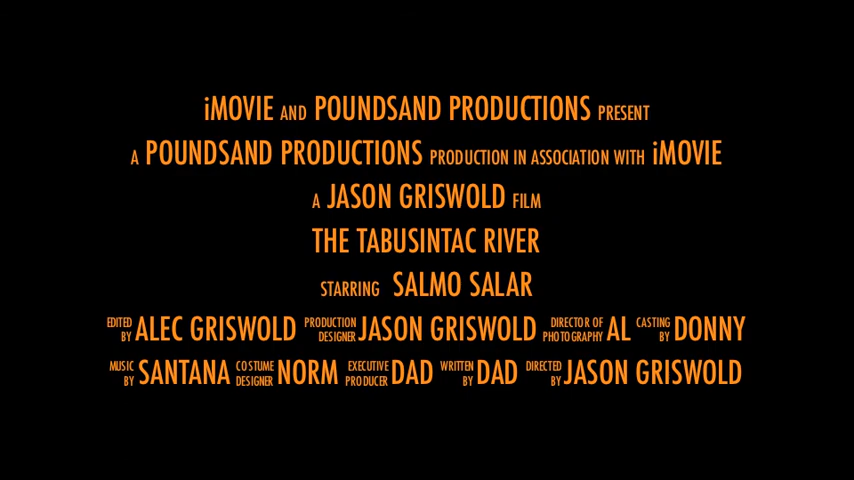 iMOVIE AND POUNDSAND PRODUCTIONS PRESENT
A POUNDSAND PRODUCTIONS PRODUCTION IN ASSOCIATION WITH iMOVIE
A JASON GRISWOLD FILM
THE TABUSINTAC RIVER
STARRING SALMO SALAR
EDITED BY ALEC GRISWOLD PRODUCTION DESIGNER JASON GRISWOLD DIRECTOR OF PHOTOGRAPHY AL CASTING BY DONNY
MUSIC BY SANTANA COSTUME DESIGNER NORM EXECUTIVE PRODUCER DAD WRITTEN BY DAD DIRECTED BY JASON GRISWOLD